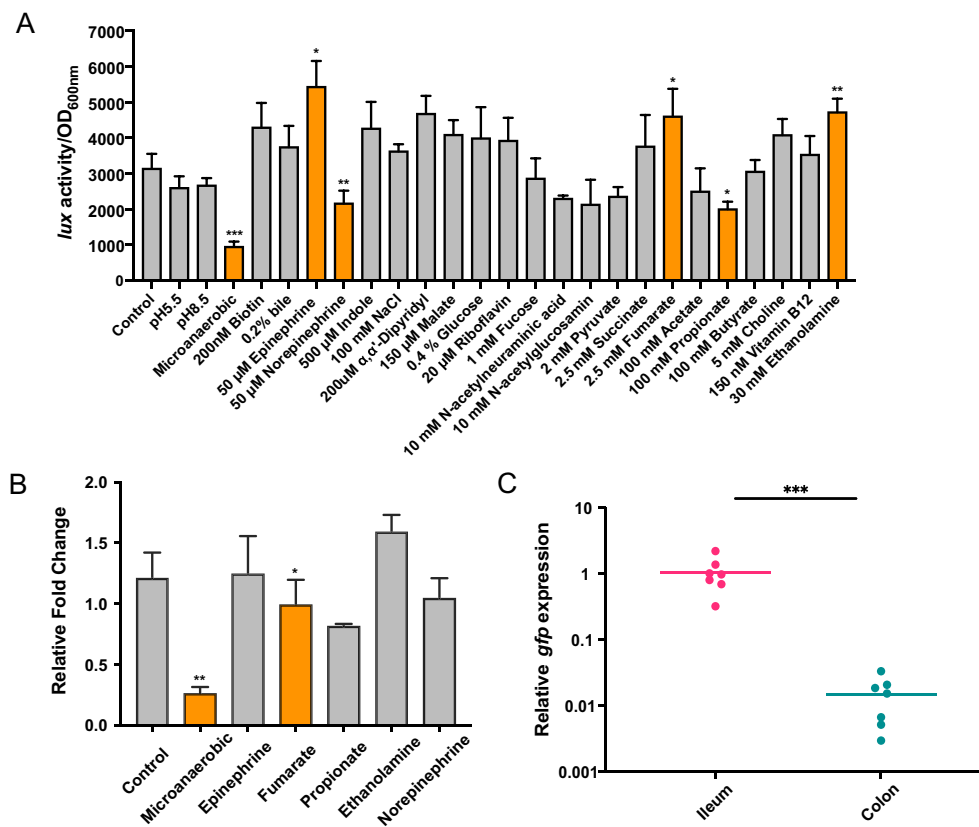 A
lux activity/OD600nm
7000
6000
5000
4000
3000
2000
1000
0
*
*
**
**
*
***
Control
pH5.5
pH8.5
Microanaerobic
200nM Biotin
0.2% bile
50 µM Epinephrine
50 µM Norepinephrine
500 µM Indole
100 mM NaCl
200uM α,α'-Dipyridyl
150 µM Malate
0.4 % Glucose
20 µM Riboflavin
1 mM Fucose
10 mM N-acetylneuraminic acid
10 mM N-acetylglucosamin
2 mM Pyruvate
2.5 mM Succinate
2.5 mM Fumarate
100 mM Acetate
100 mM Propionate
100 mM Butyrate
5 mM Choline
150 nM Vitamin B12
30 mM Ethanolamine
B
Relative Fold Change
2.0
1.5
1.0
0.5
0.0
*
**
Control
Microanaerobic
Epinephrine
Fumarate
Propionate
Ethanolamine
Norepinephrine
C
Relative gfp expression
***
10
1
0.1
0.01
0.001
Ileum
Colon